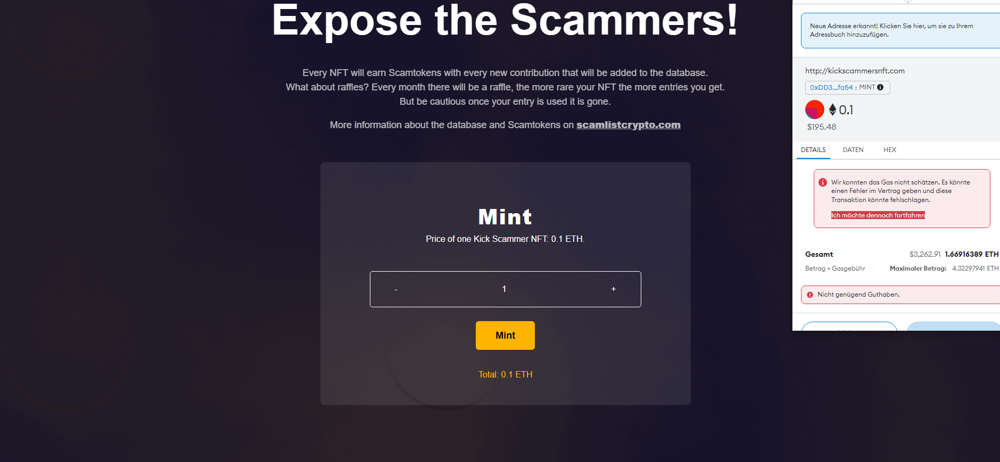 Expose the Scammers!
Every NFT will earn Scamtokens with every new contribution that will be added to the database.
What about raffles? Every month there will be a raffle, the more rare your NFT the more entries you get.
But be cautious once your entry is used it is gone.
More information about the database and Scamtokens on scamlistcrypto.com
Mint
Price of one Kick Scammer NFT: 0.1 ETH.
- 1 +
Mint
Total: 0.1 ETH
Neue Adresse erkannt! Klicken Sie hier, um sie zu Ihrem
Adressbuch hinzuzufügen.
http://kickscammersnft.com
0xDD3...fa54 : MINT
0.1
$195.48
DETAILS DATEN HEX
Wir konnten das Gas nicht schätzen. Es könnte
einen Fehler im Vertrag geben und diese
Transaktion könnte fehlschlagen.
Ich möchte dennoch fortfahren
Gesamt $3,262.91 1.66916389 ETH
Betrag + Gasgebühr Maximaler Betrag: 4.32297941 ETH
Nicht genügend Guthaben.